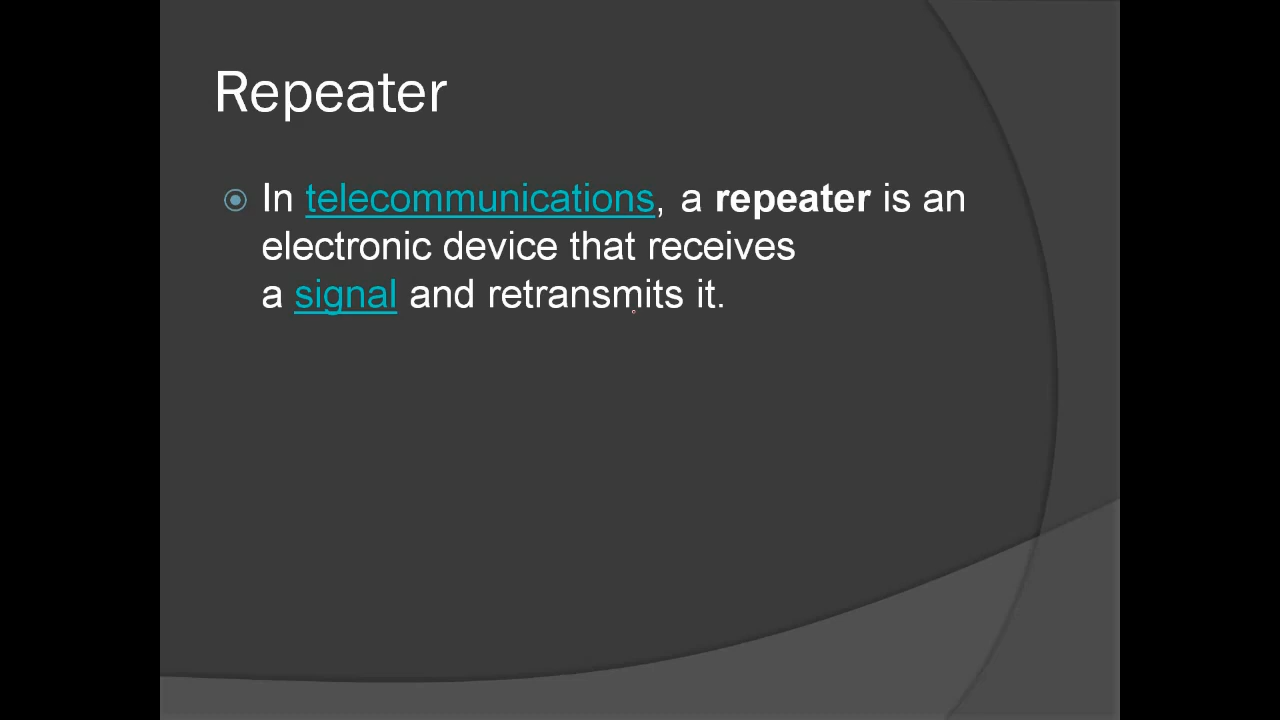 Repeater
In telecommunications, a repeater is an
electronic device that receives
a signal and retransmits it.